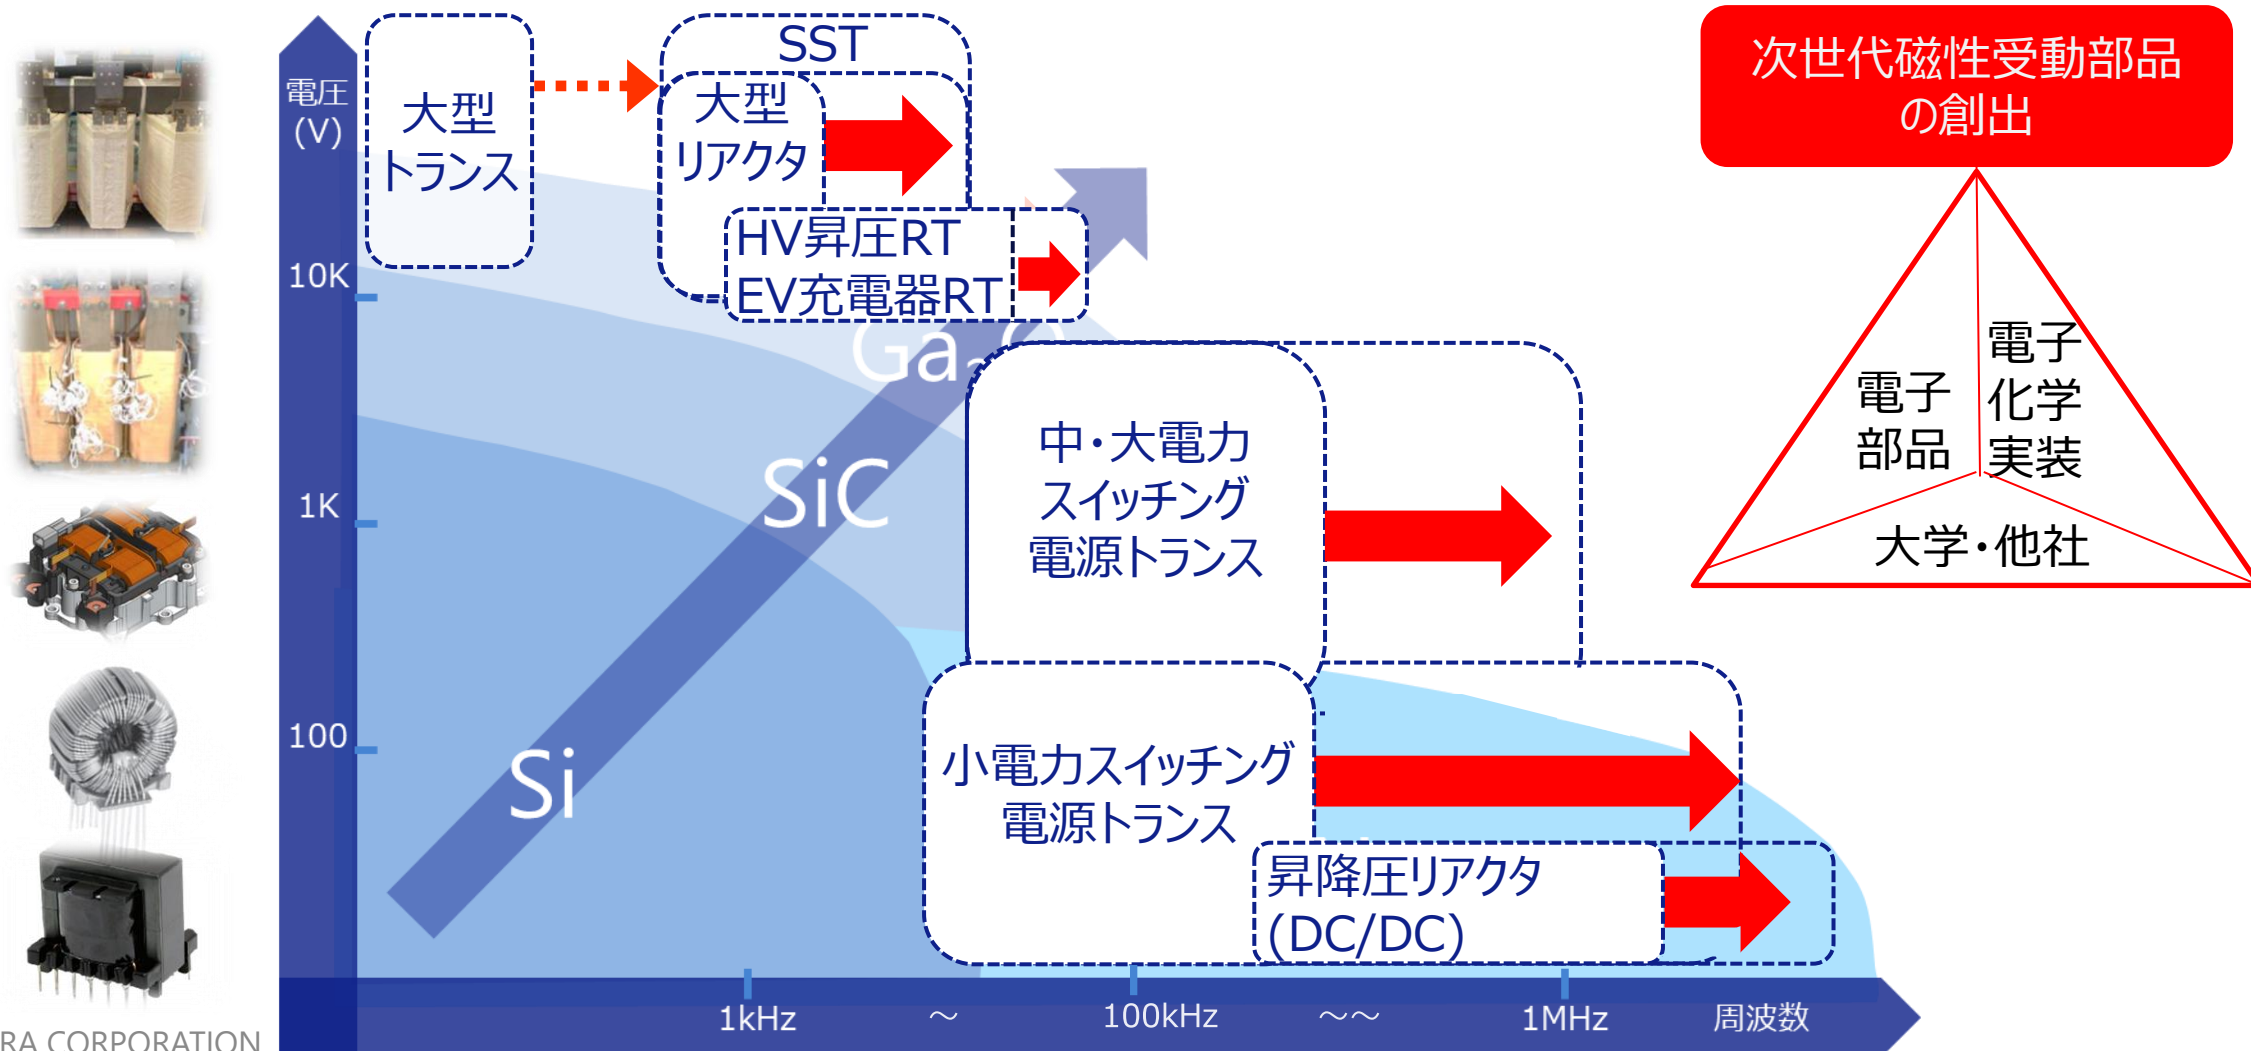 電圧
(V)
10K
1K
100
大型
トランス
SST
大型
リアクタ
HV昇圧RT
EV充電器RT
SiC
Si
中・大電力
スイッチング
電源トランス
小電力スイッチング
電源トランス
昇降圧リアクタ
(DC/DC)
1kHz ～ 100kHz ～～ 1MHz 周波数
次世代磁性受動部品
の創出
電子
部品
電子
化学
実装
大学・他社
RA CORPORATION